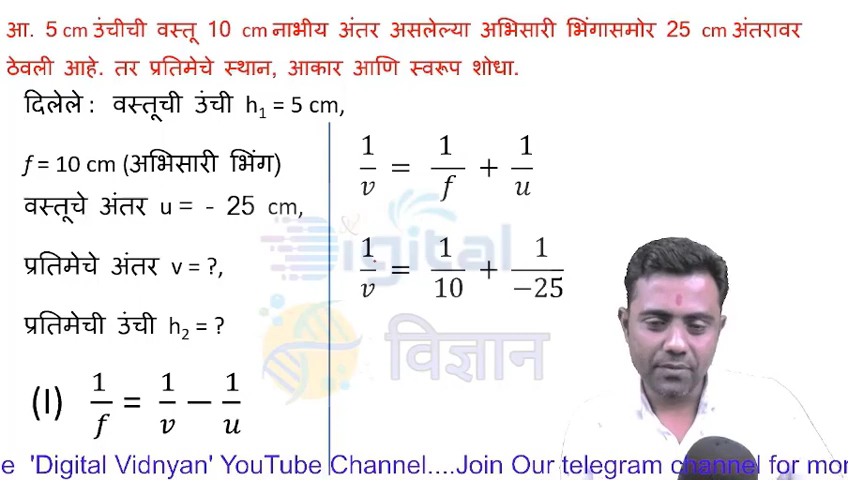 आ. 5 cm उंचीची वस्तू 10 cm नाभीय अंतर असलेल्या अभिसारी भिंगासमोर 25 cm अंतरावर
ठेवली आहे. तर प्रतिमेचे स्थान, आकार आणि स्वरूप शोधा.
दिलेले : वस्तूची उंची h₁ = 5 cm,
f = 10 cm (अभिसारी भिंग)
वस्तूचे अंतर u = - 25 cm,
प्रतिमेचे अंतर v = ?,
प्रतिमेची उंची h₂ = ?
(I) 1/f = 1/v − 1/u
1/v = 1/f + 1/u
1/v = 1/10 + 1/−25
Digital
विज्ञान
e 'Digital Vidnyan' YouTube Channel....Join Our telegram channel for mor